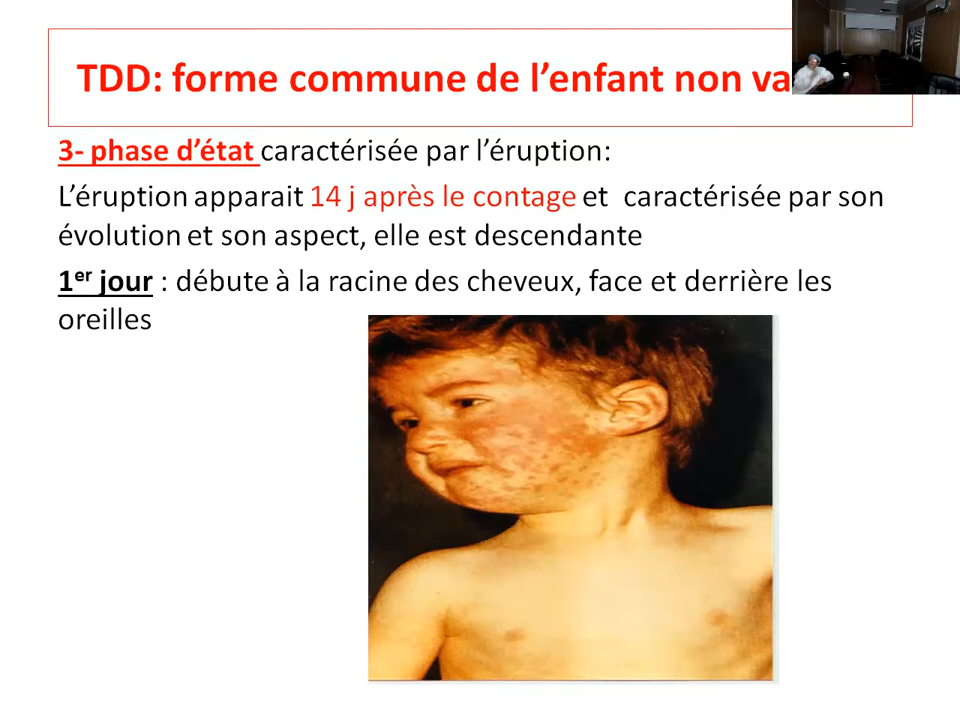 TDD: forme commune de l’enfant non
3- phase d’état caractérisée par l’éruption:
L’éruption apparait 14 j après le contage et caractérisée par son
évolution et son aspect, elle est descendante
1er jour : débute à la racine des cheveux, face et derrière les
oreilles